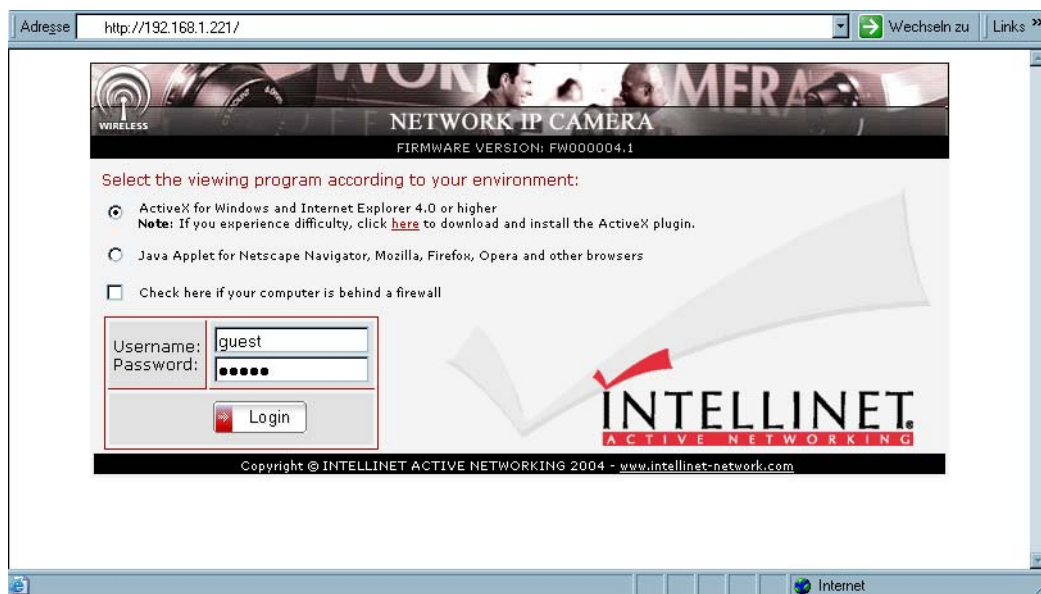 Adresse http://192.168.1.221/ Wechseln zu Links »
WIRELESS
NETWORK IP CAMERA
FIRMWARE VERSION: FW000004.1
Select the viewing program according to your environment:
ActiveX for Windows and Internet Explorer 4.0 or higher
Note: If you experience difficulty, click here to download and install the ActiveX plugin.
Java Applet for Netscape Navigator, Mozilla, Firefox, Opera and other browsers
Check here if your computer is behind a firewall
Username: guest
Password: •••••
Login
INTELLINET®
ACTIVE NETWORKING
Copyright © INTELLINET ACTIVE NETWORKING 2004 - www.intellinet-network.com
Internet